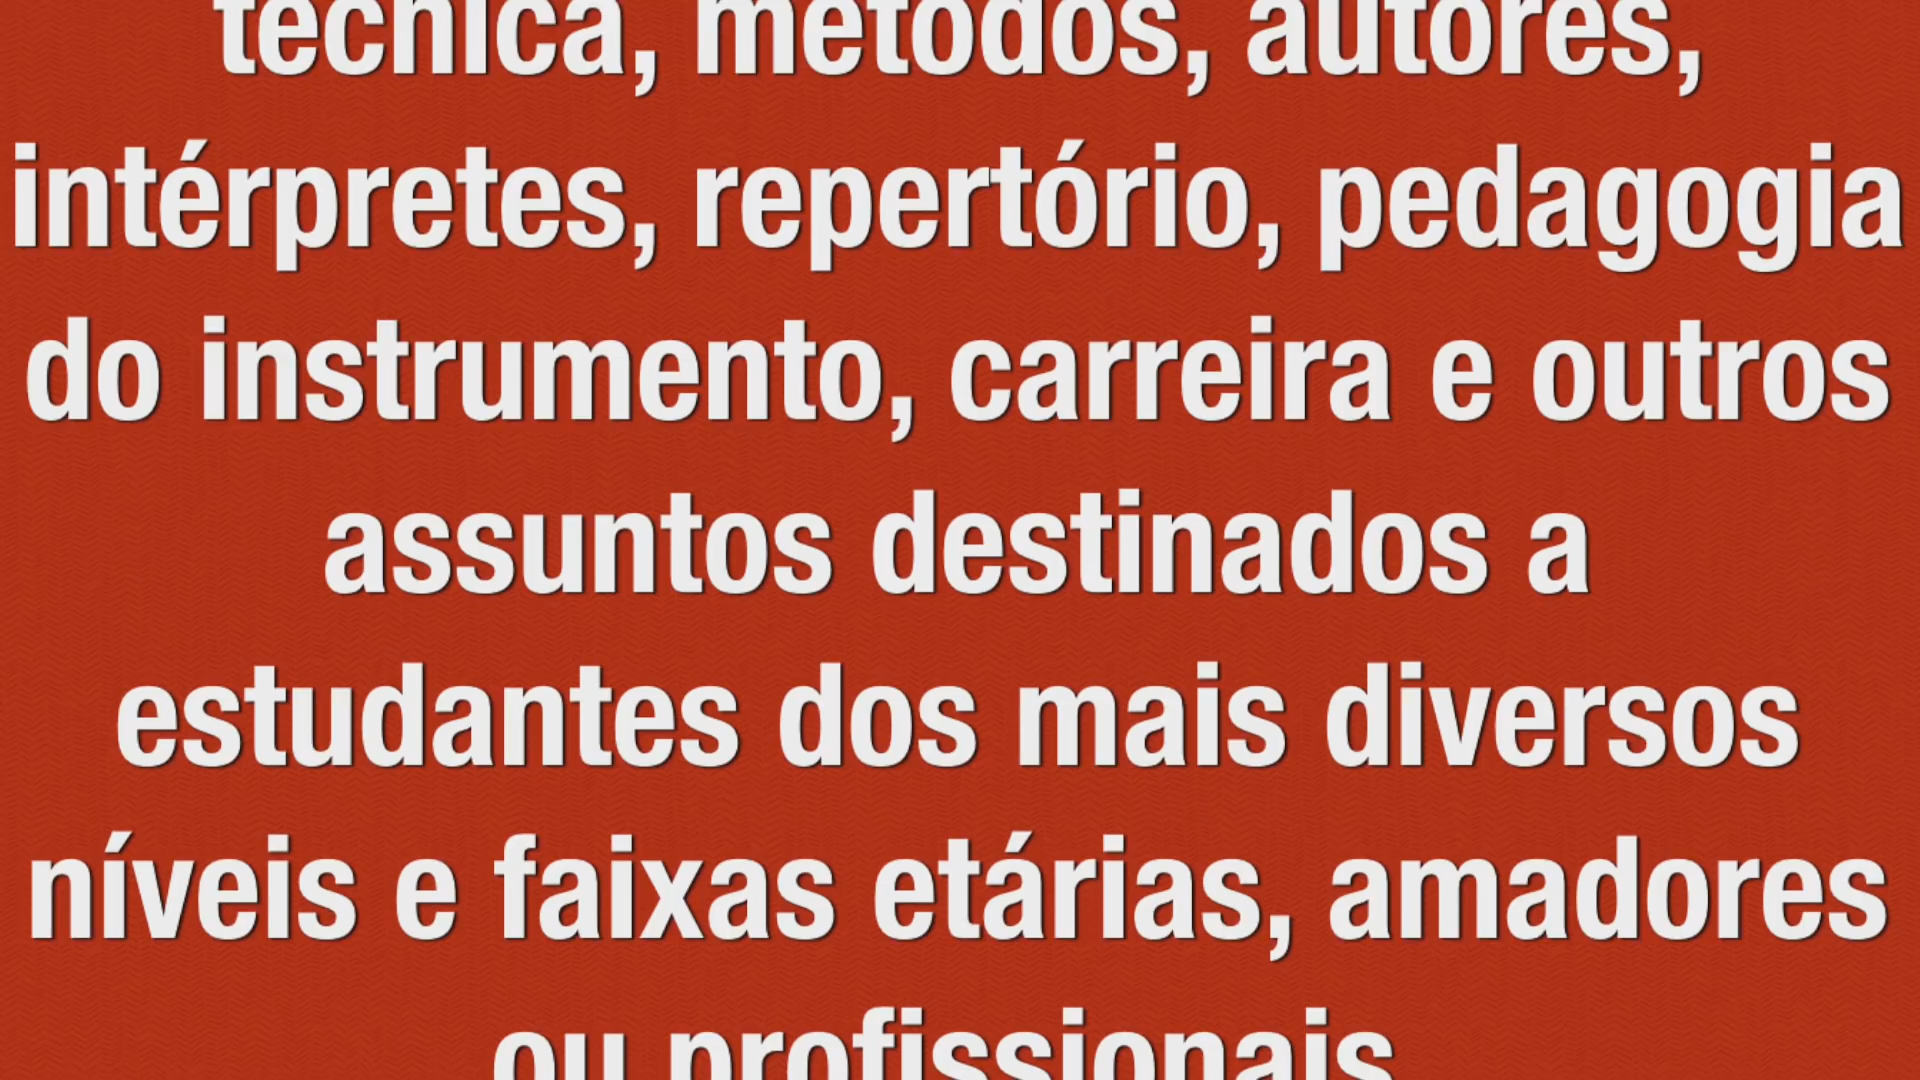 técnica, métodos, autores,
intérpretes, repertório, pedagogia
do instrumento, carreira e outros
assuntos destinados a
estudantes dos mais diversos
níveis e faixas etárias, amadores
ou profissionais